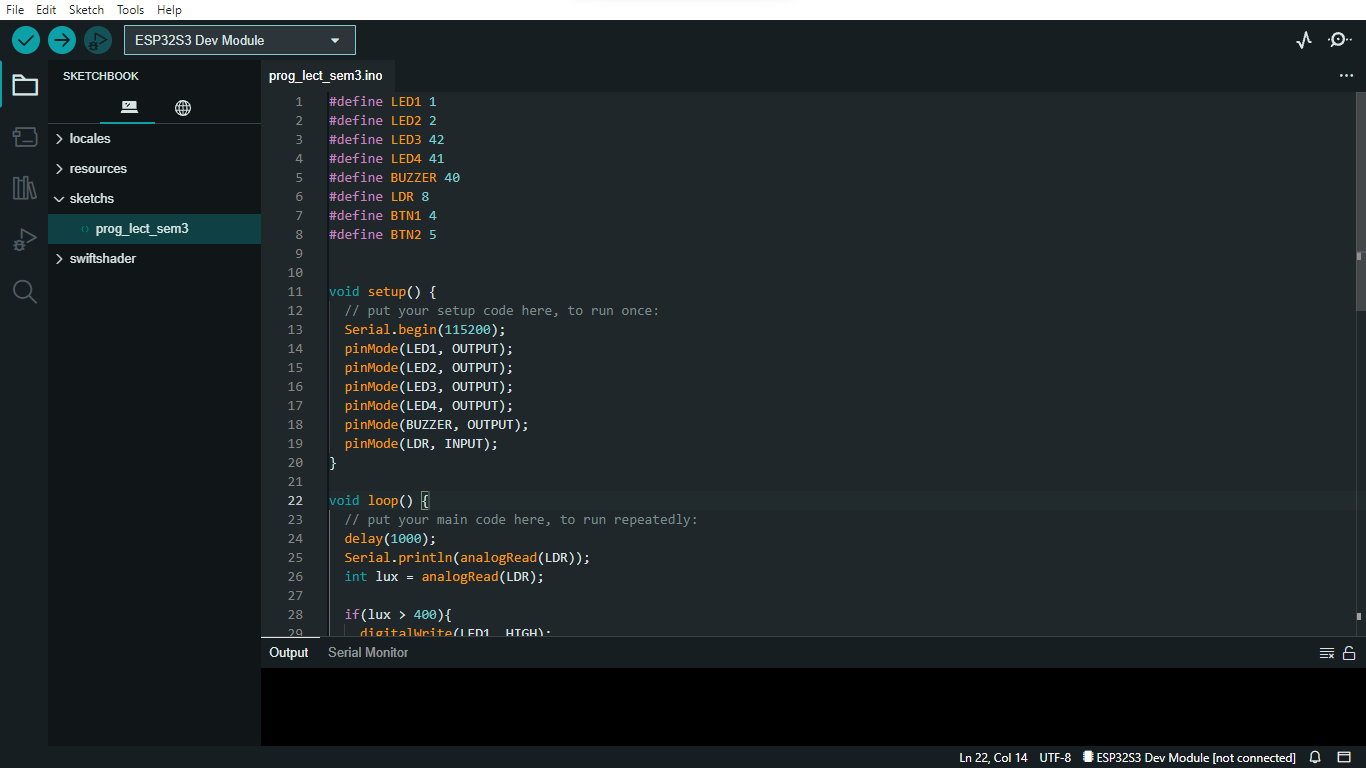 File Edit Sketch Tools Help
ESP32S3 Dev Module
SKETCHBOOK
locales
resources
sketchs
prog_lect_sem3
swiftshader
prog_lect_sem3.ino
1 #define LED1 1
2 #define LED2 2
3 #define LED3 42
4 #define LED4 41
5 #define BUZZER 40
6 #define LDR 8
7 #define BTN1 4
8 #define BTN2 5
9
10
11 void setup() {
12 // put your setup code here, to run once:
13 Serial.begin(115200);
14 pinMode(LED1, OUTPUT);
15 pinMode(LED2, OUTPUT);
16 pinMode(LED3, OUTPUT);
17 pinMode(LED4, OUTPUT);
18 pinMode(BUZZER, OUTPUT);
19 pinMode(LDR, INPUT);
20 }
21
22 void loop() {
23 // put your main code here, to run repeatedly:
24 delay(1000);
25 Serial.println(analogRead(LDR));
26 int lux = analogRead(LDR);
27
28 if(lux > 400){
29 digitalWrite(LED1, HIGH);
Output Serial Monitor
Ln 22, Col 14 UTF-8 ESP32S3 Dev Module [not connected]